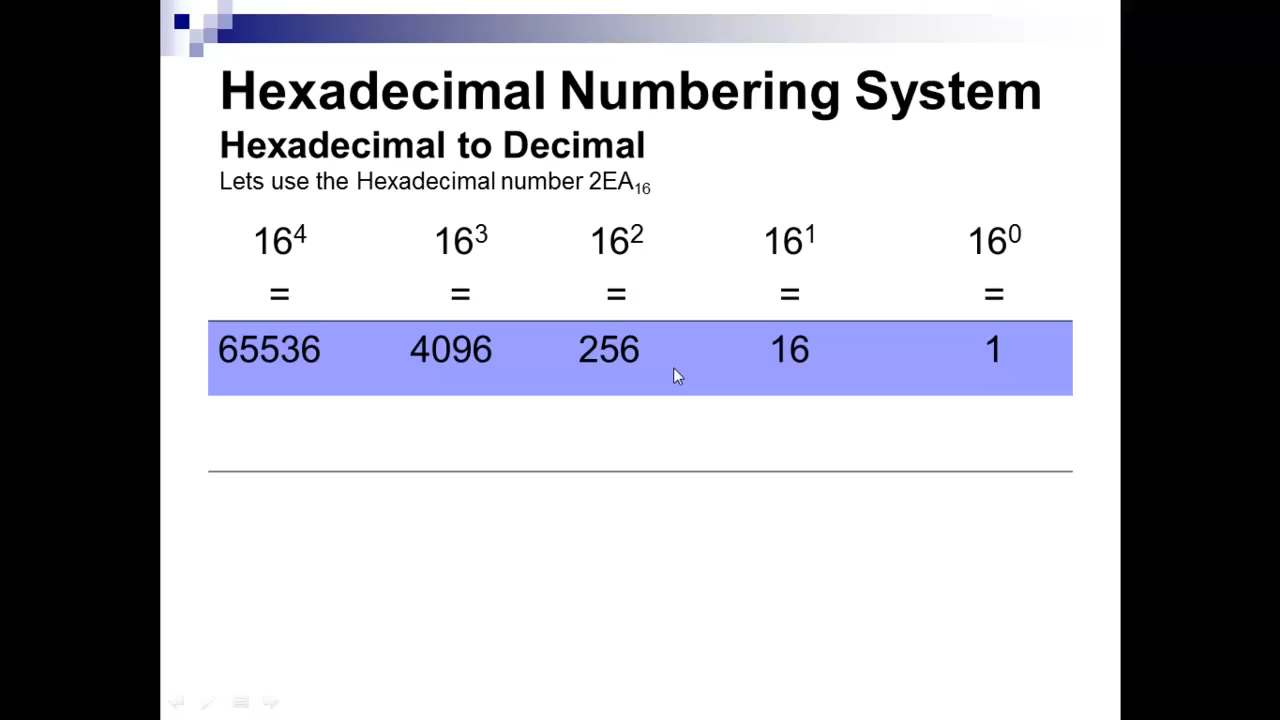 Hexadecimal Numbering System
Hexadecimal to Decimal
Lets use the Hexadecimal number 2EA₁₆
16⁴ 16³ 16² 16¹ 16⁰
= = = = =
65536 4096 256 16 1